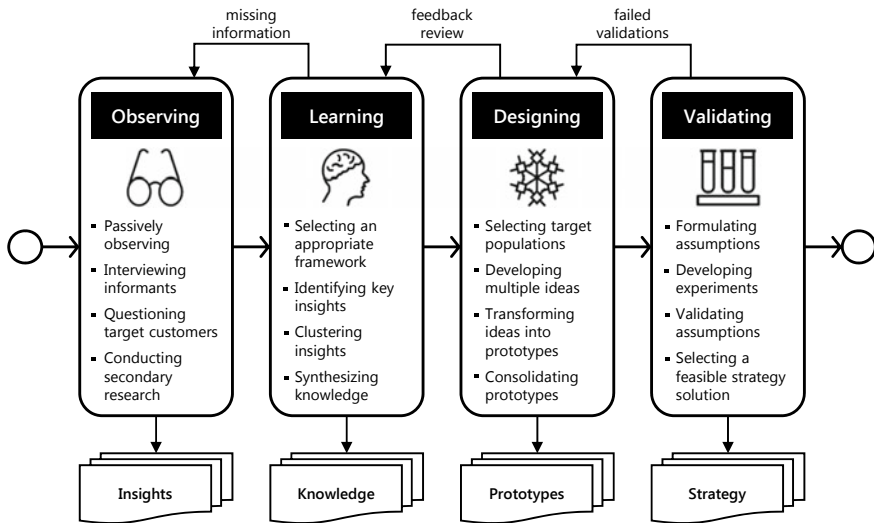 missing
information
feedback
review
failed
validations
Observing
Passively
observing
Interviewing
informants
Questioning
target customers
Conducting
secondary
research
Insights
Learning
Selecting an
appropriate
framework
Identifying key
insights
Clustering
insights
Synthesizing
knowledge
Knowledge
Designing
Selecting target
populations
Developing
multiple ideas
Transforming
ideas into
prototypes
Consolidating
prototypes
Prototypes
Validating
Formulating
assumptions
Developing
experiments
Validating
assumptions
Selecting a
feasible strategy
solution
Strategy